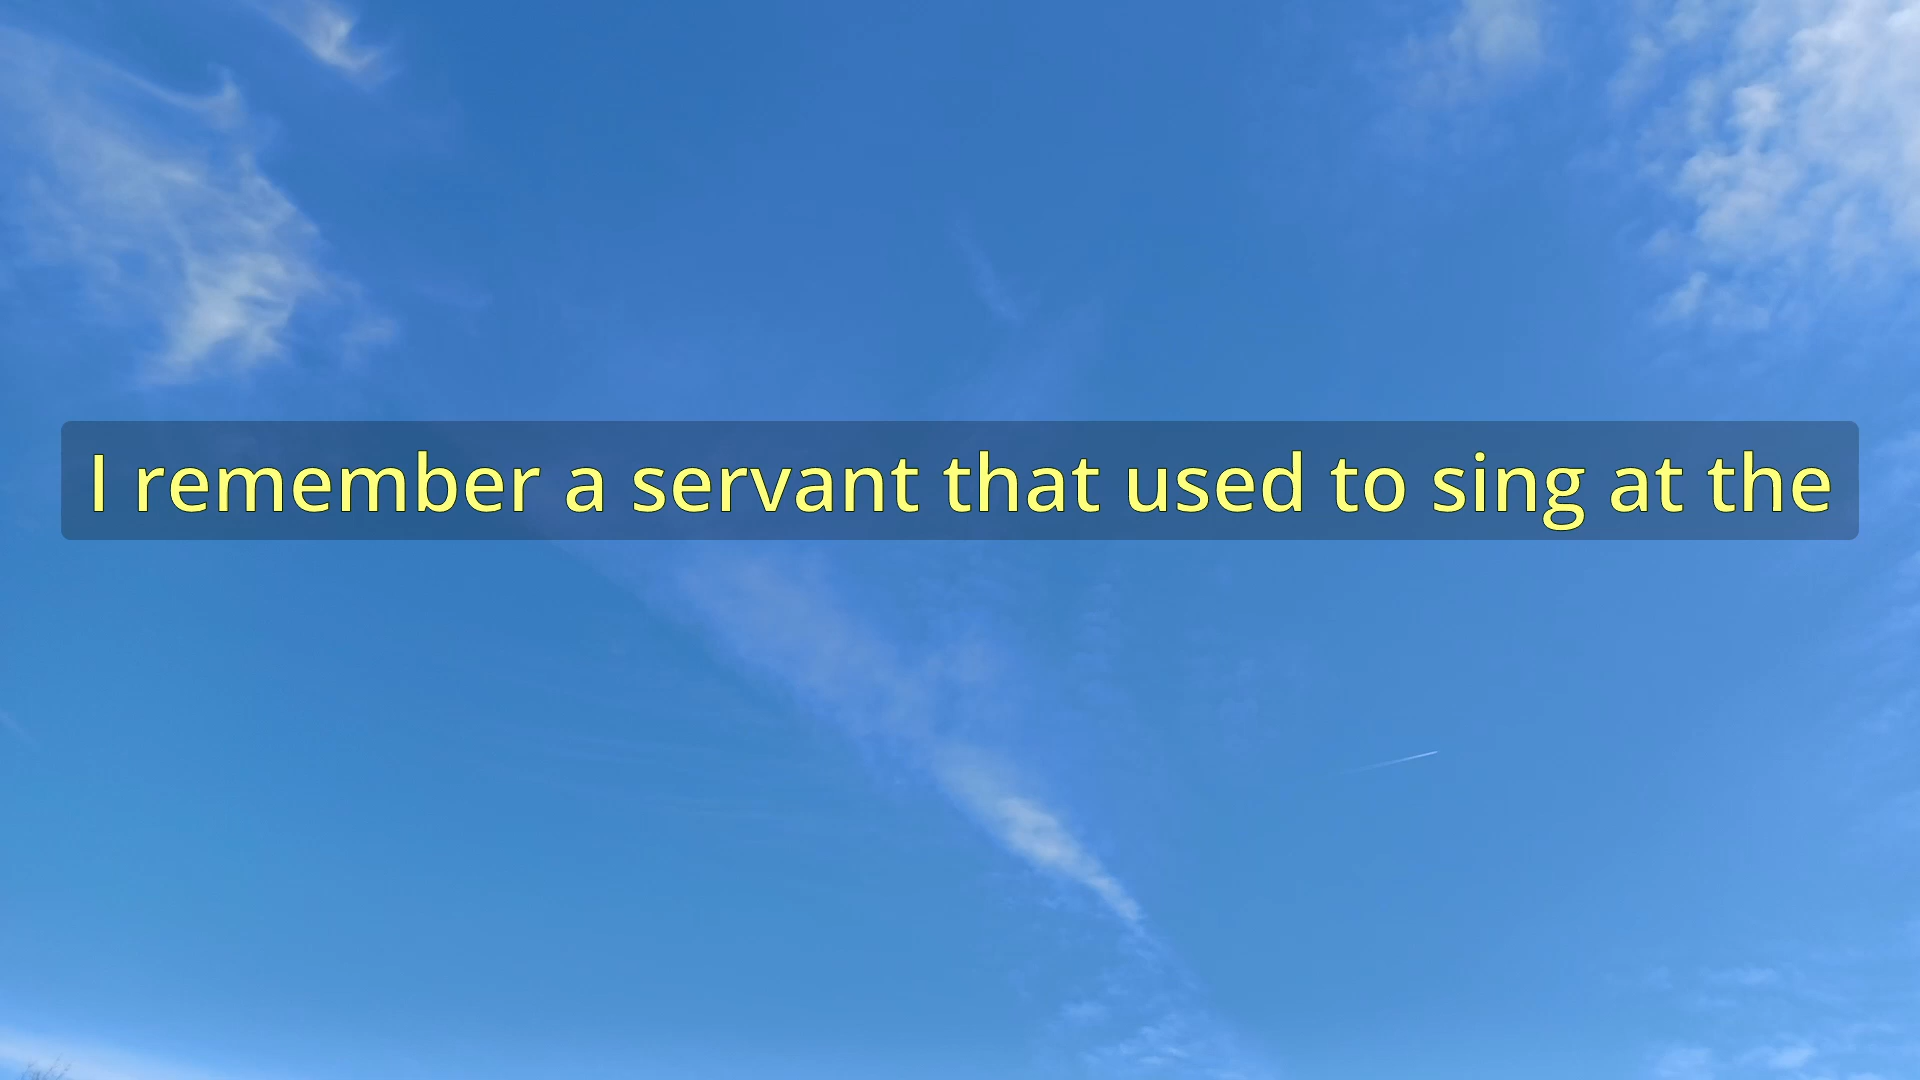 I remember a servant that used to sing at the